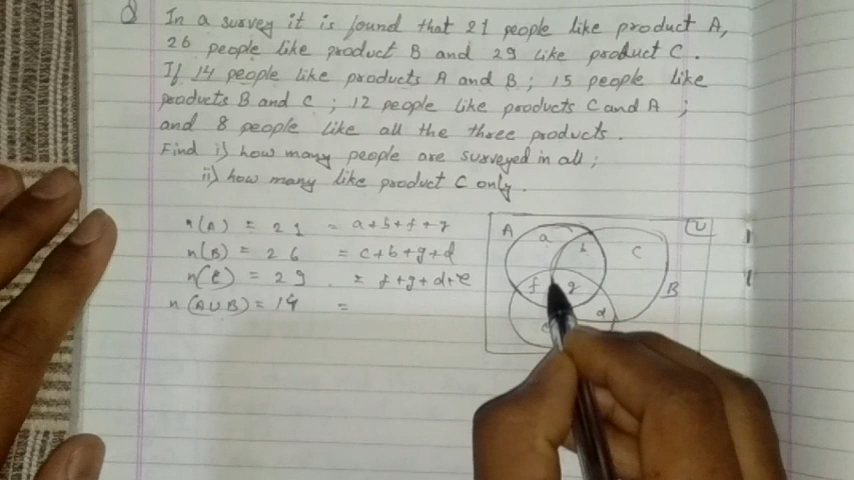 Q In a survey it is found that 21 people like product A,
26 people like product B and 29 like product C.
If 14 people like products A and B ; 15 people like
products B and C ; 12 people like products C and A ;
and 8 people like all the three products.
Find i) how many people are surveyed in all ;
ii) how many like product C only.
n(A) = 21 = a+b+f+g
n(B) = 26 = c+b+g+d
n(C) = 29 . = f+g+d+e
n(A∪B) = 14 =
U
A
a
b
c
f
g
B
d
e